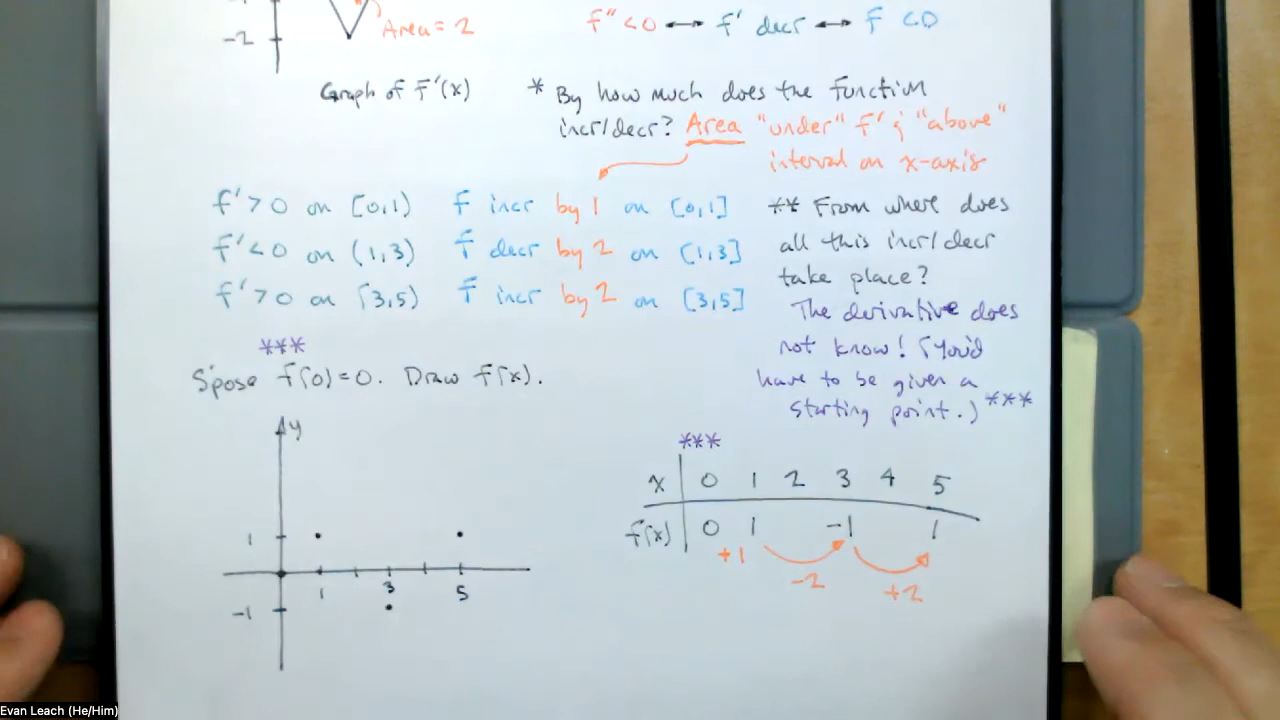 -2
Area = 2
f" <0 ⟷ f' decr ⟷ f CD
Graph of f'(x)
* By how much does the function
incr/decr? Area "under" f' & "above"
interval on x-axis
f' > 0 on [0,1) f incr by 1 on [0,1]
f' < 0 on (1,3) f decr by 2 on [1,3]
f' > 0 on (3,5) f incr by 2 on [3,5]
** From where does
all this incr/decr
take place?
The derivative does
not know! (You'd
have to be given a
starting point.) ***
***
S'pose f(0)=0. Draw f(x).
y
1
1 3 5
-1
***
x 0 1 2 3 4 5
f(x) 0 1 -1 1
+1 -2 +2
Evan Leach (He/Him)